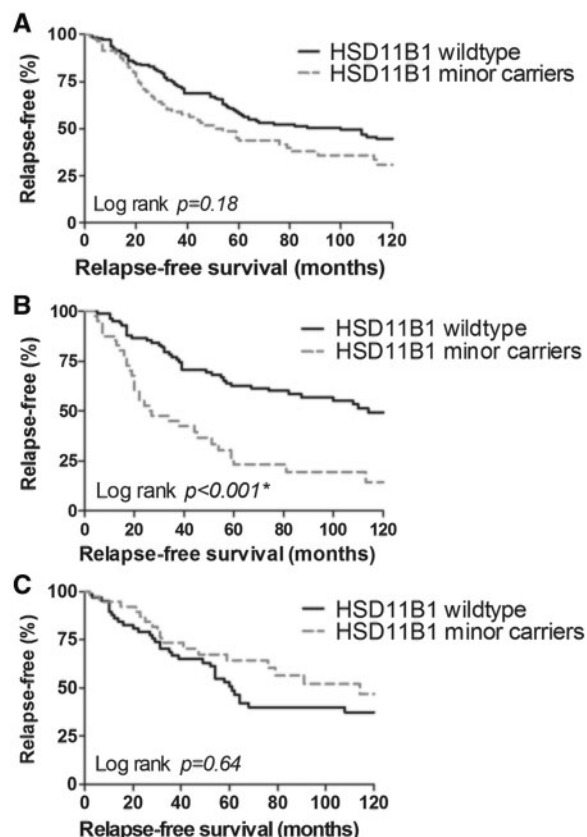 A
100
75
50
25
0
Relapse-free (%)
HSD11B1 wildtype
HSD11B1 minor carriers
Log rank p=0.18
0 20 40 60 80 100 120
Relapse-free survival (months)
B
100
75
50
25
0
Relapse-free (%)
HSD11B1 wildtype
HSD11B1 minor carriers
Log rank p<0.001*
0 20 40 60 80 100 120
Relapse-free survival (months)
C
100
75
50
25
0
Relapse-free (%)
HSD11B1 wildtype
HSD11B1 minor carriers
Log rank p=0.64
0 20 40 60 80 100 120
Relapse-free survival (months)